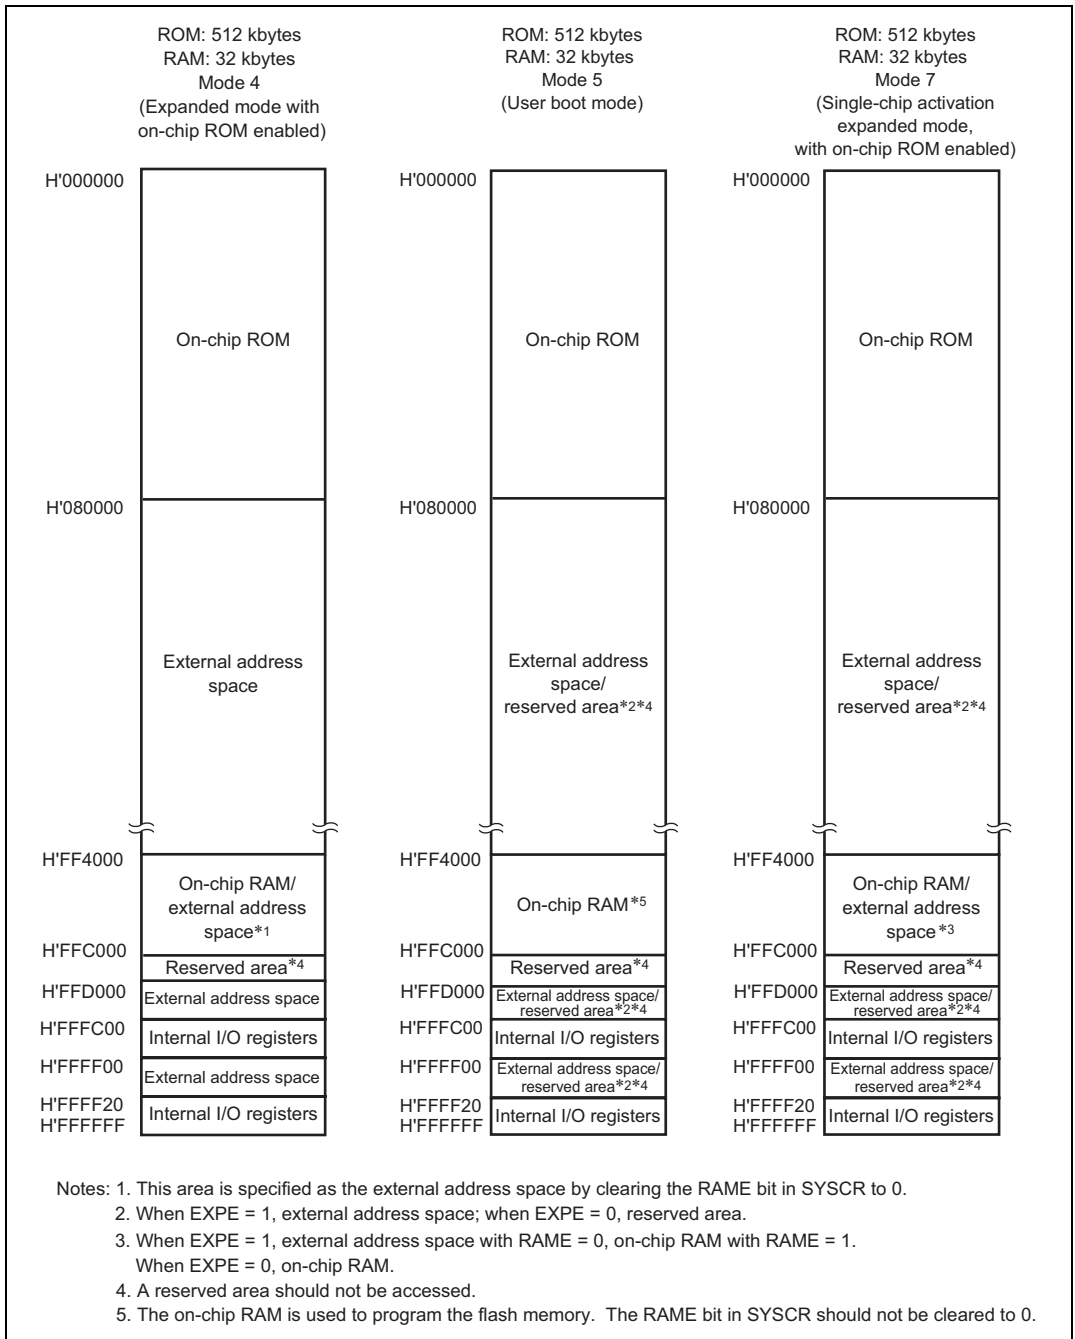 ROM: 512 kbytes
RAM: 32 kbytes
Mode 4
(Expanded mode with
on-chip ROM enabled)
H'000000
On-chip ROM
H'080000
External address
space
H'FF4000
On-chip RAM/
external address
space*1
H'FFC000
Reserved area*4
H'FFD000
External address space
H'FFFC00
Internal I/O registers
H'FFFF00
External address space
H'FFFF20
Internal I/O registers
H'FFFFFF
ROM: 512 kbytes
RAM: 32 kbytes
Mode 5
(User boot mode)
H'000000
On-chip ROM
H'080000
External address
space/
reserved area*2*4
H'FF4000
On-chip RAM*5
H'FFC000
Reserved area*4
H'FFD000
External address space/
reserved area*2*4
H'FFFC00
Internal I/O registers
H'FFFF00
External address space/
reserved area*2*4
H'FFFF20
Internal I/O registers
H'FFFFFF
ROM: 512 kbytes
RAM: 32 kbytes
Mode 7
(Single-chip activation
expanded mode,
with on-chip ROM enabled)
H'000000
On-chip ROM
H'080000
External address
space/
reserved area*2*4
H'FF4000
On-chip RAM/
external address
space*3
H'FFC000
Reserved area*4
H'FFD000
External address space/
reserved area*2*4
H'FFFC00
Internal I/O registers
H'FFFF00
External address space/
reserved area*2*4
H'FFFF20
Internal I/O registers
H'FFFFFF
Notes: 1. This area is specified as the external address space by clearing the RAME bit in SYSCR to 0.
2. When EXPE = 1, external address space; when EXPE = 0, reserved area.
3. When EXPE = 1, external address space with RAME = 0, on-chip RAM with RAME = 1.
When EXPE = 0, on-chip RAM.
4. A reserved area should not be accessed.
5. The on-chip RAM is used to program the flash memory. The RAME bit in SYSCR should not be cleared to 0.